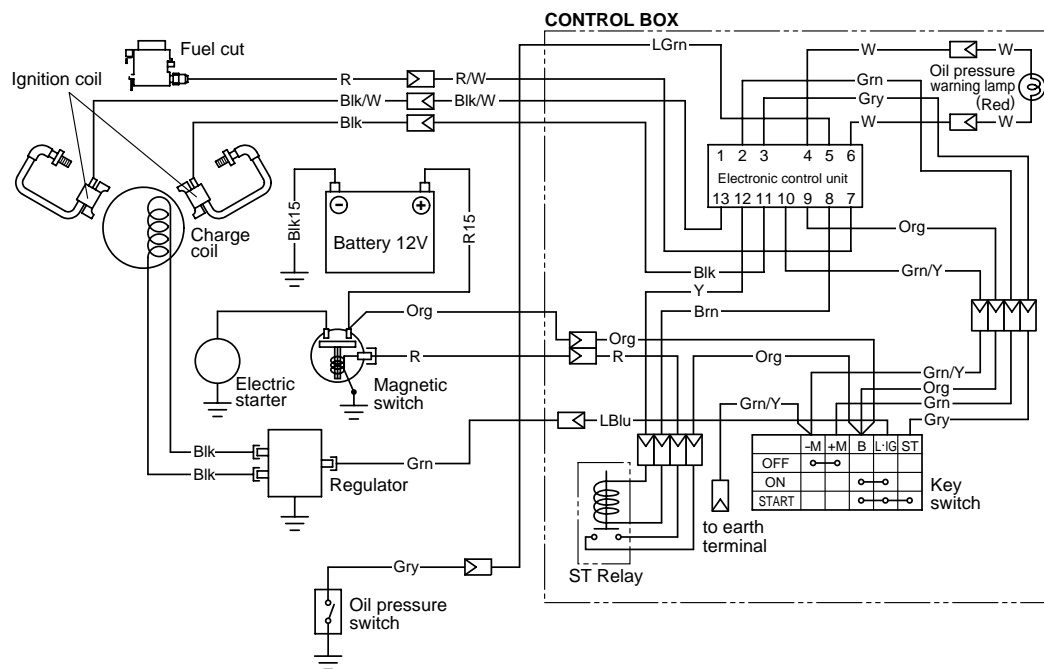 CONTROL BOX
Fuel cut
Ignition coil
LGrn
W
W
R
R/W
Grn
Oil pressure
warning lamp
(Red)
Blk/W
Blk/W
Gry
Blk
W
W
1 2 3 4 5 6
Electronic control unit
13 12 11 10 9 8 7
Blk15
R15
Battery 12V
Charge
coil
Org
Blk
Grn/Y
Y
Org
Brn
Org
Org
R
R
Grn/Y
Electric
starter
Magnetic
switch
Org
Grn/Y
Grn
LBlu
Gry
Blk
Grn
Blk
Regulator
-M +M B L·IG ST
OFF
ON
START
Key
switch
to earth
terminal
Gry
ST Relay
Oil pressure
switch